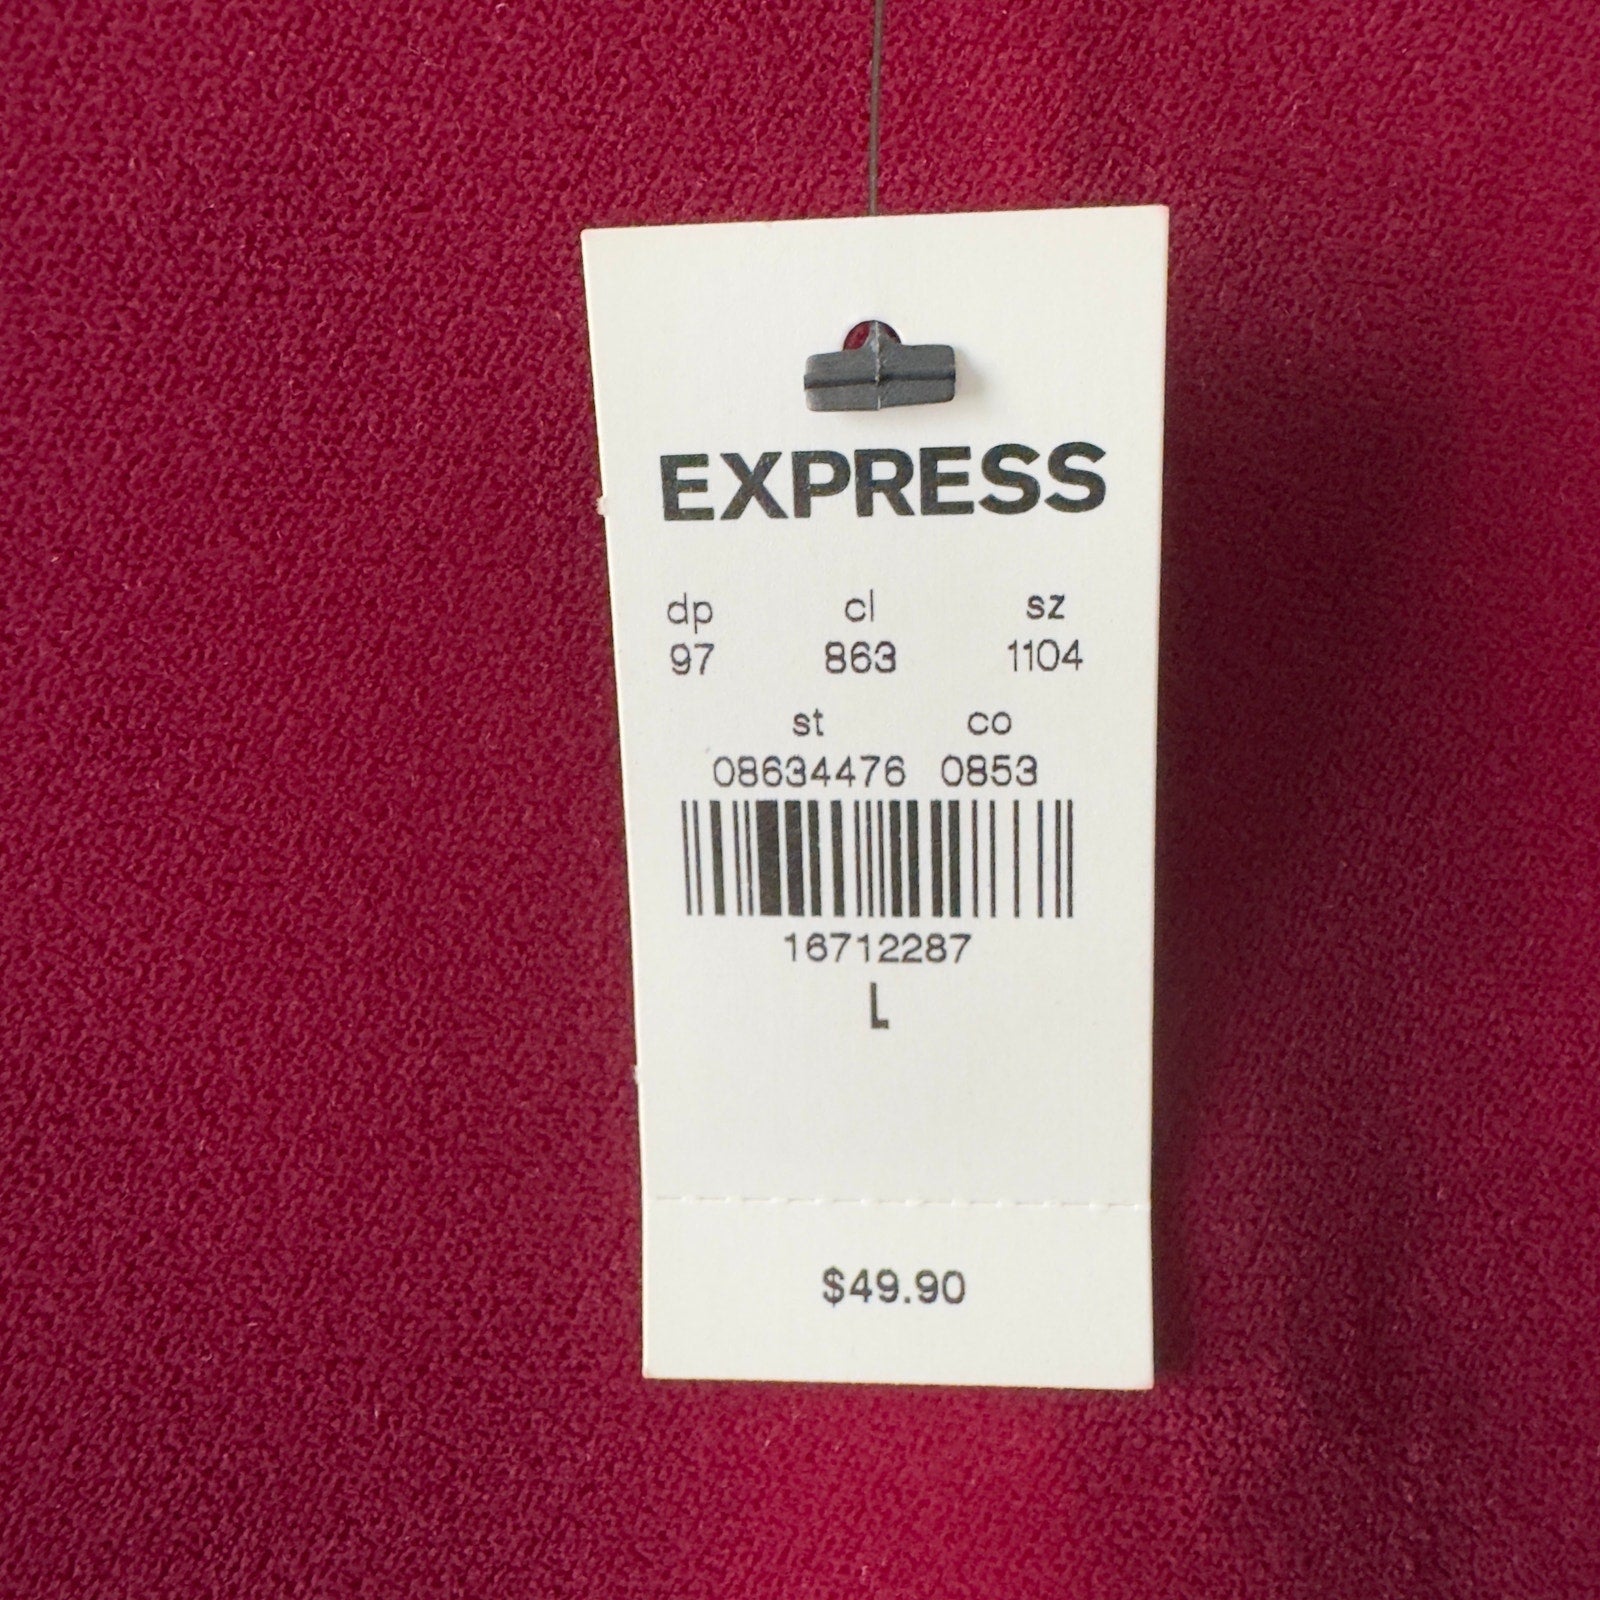 EXPRESS
dp cl sz
97 863 1104
st co
08634476 0853
16712287
L
$49.90